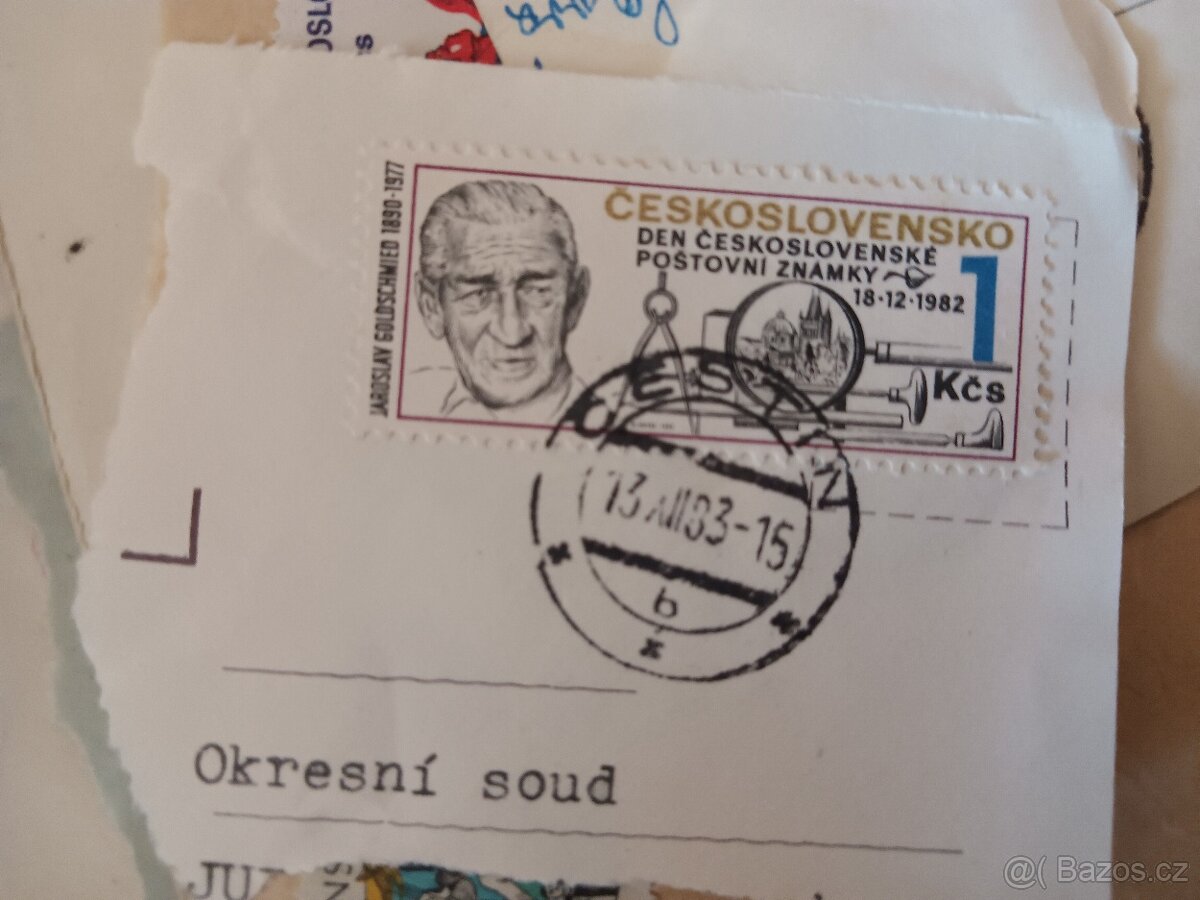 JAROSLAV GOLDSCHMIED 1890-1977
ČESKOSLOVENSKO
DEN ČESKOSLOVENSKÉ
POŠTOVNÍ ZNÁMKY
18·12·1982
1
Kčs
13.XII.83-15
b
Okresní soud
@( Bazos.cz